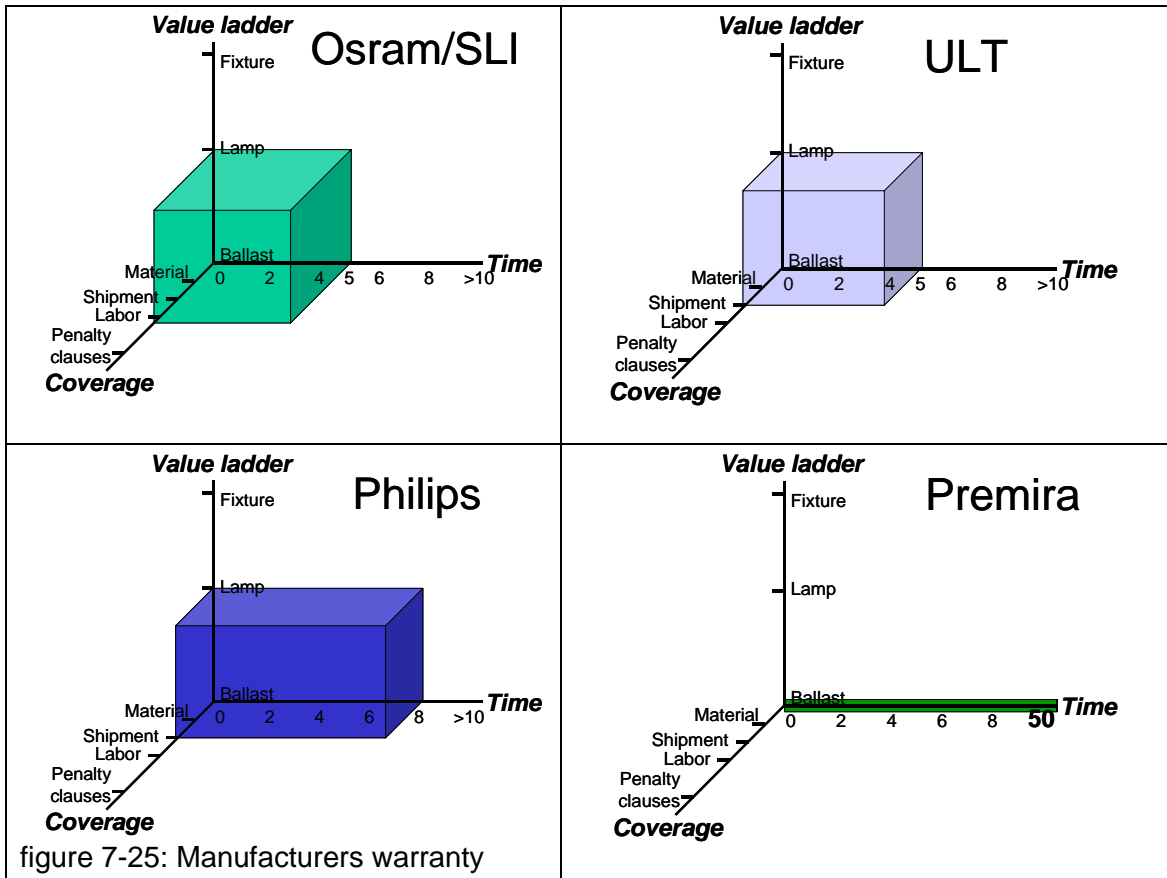 Value ladder
Osram/SLI
Fixture
Lamp
Ballast
Material
0 2 4 5 6 8 >10
Time
Shipment
Labor
Penalty
clauses
Coverage
Value ladder
ULT
Fixture
Lamp
Ballast
Material
0 2 4 5 6 8 >10
Time
Shipment
Labor
Penalty
clauses
Coverage
Value ladder
Philips
Fixture
Lamp
Ballast
Material
0 2 4 6 8 >10
Time
Shipment
Labor
Penalty
clauses
Coverage
Value ladder
Premira
Fixture
Lamp
Ballast
Material
0 2 4 6 8 50
Time
Shipment
Labor
Penalty
clauses
Coverage
figure 7-25: Manufacturers warranty